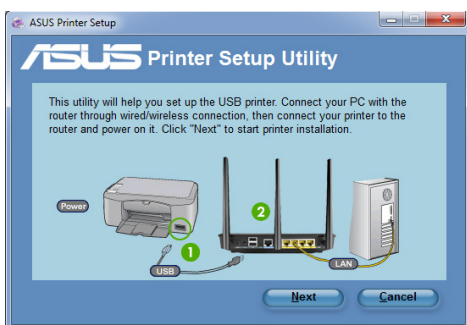 ASUS Printer Setup
ASUS Printer Setup Utility
This utility will help you set up the USB printer. Connect your PC with the
router through wired/wireless connection, then connect your printer to the
router and power on it. Click "Next" to start printer installation.
Power
2
1
USB
LAN
Next
Cancel